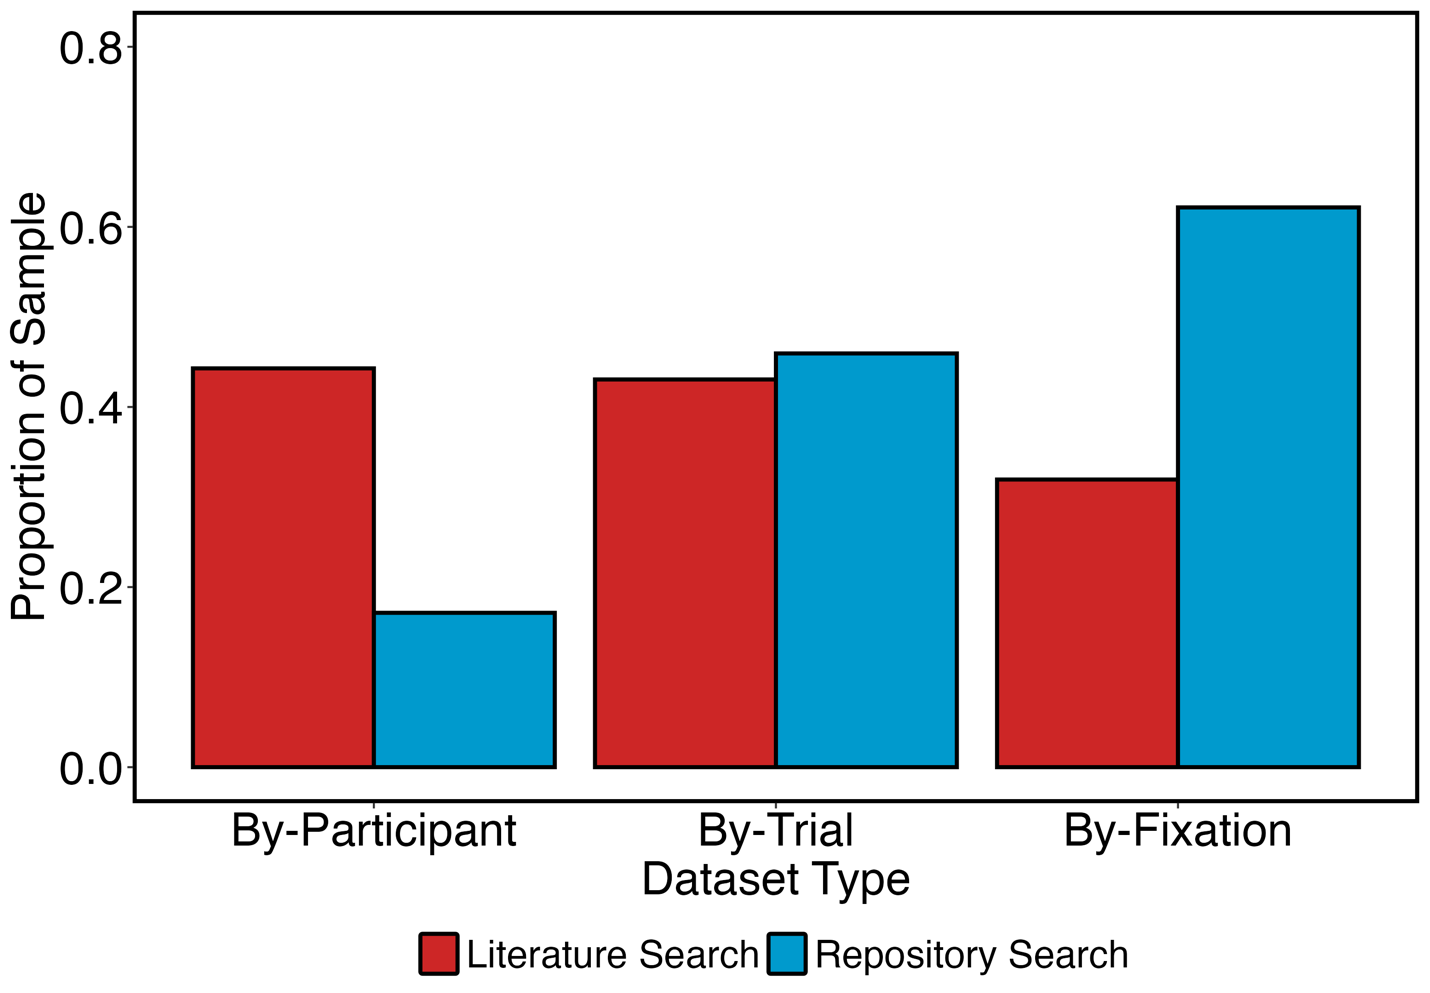 Proportion of Sample
0.8
0.6
0.4
0.2
0.0
By-Participant By-Trial By-Fixation
Dataset Type
Literature Search Repository Search